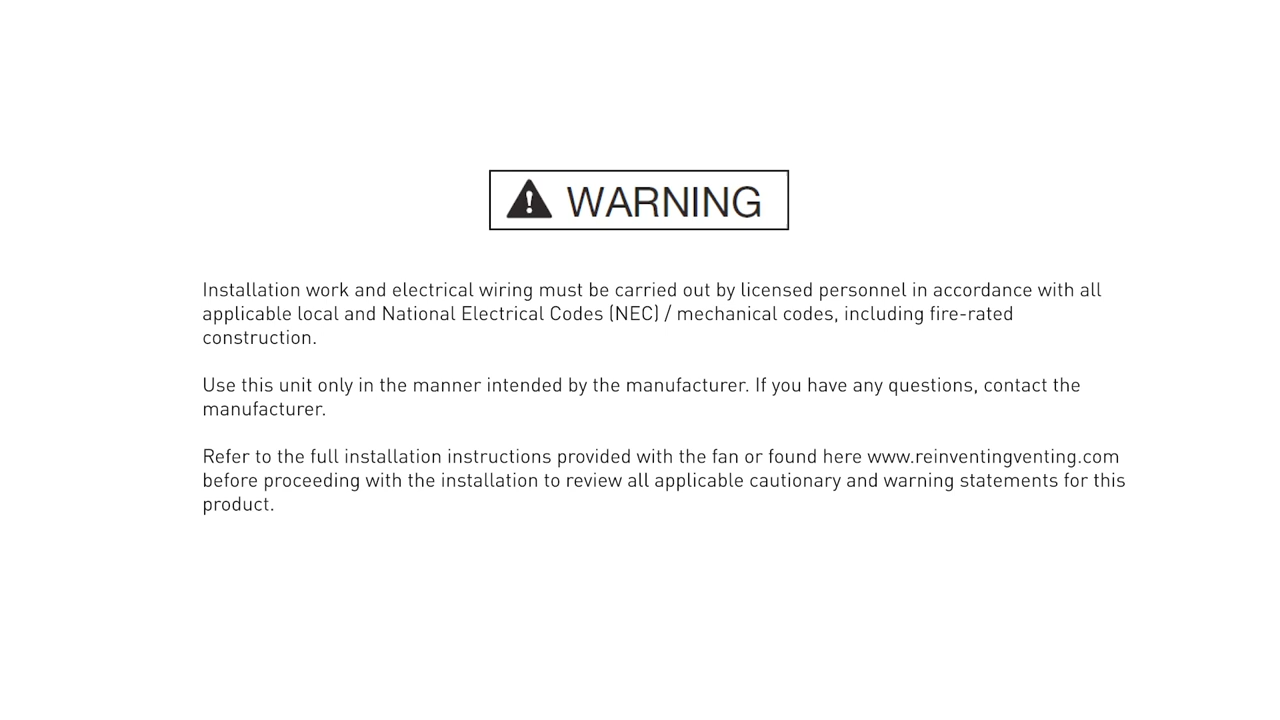 WARNING
Installation work and electrical wiring must be carried out by licensed personnel in accordance with all
applicable local and National Electrical Codes (NEC) / mechanical codes, including fire-rated
construction.
Use this unit only in the manner intended by the manufacturer. If you have any questions, contact the
manufacturer.
Refer to the full installation instructions provided with the fan or found here www.reinventingventing.com
before proceeding with the installation to review all applicable cautionary and warning statements for this
product.